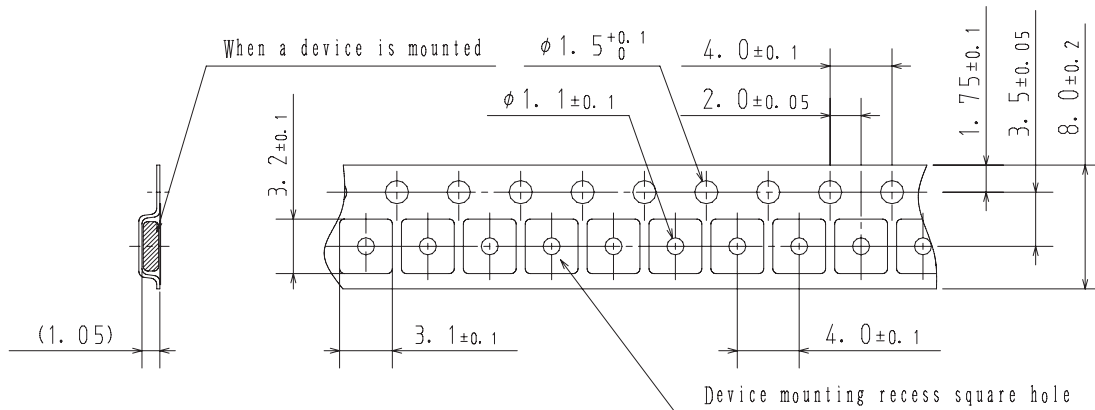 When a device is mounted
φ1.5+0.1 0
4.0±0.1
φ1.1±0.1
2.0±0.05
1.75±0.1
3.5±0.05
8.0±0.2
3.2±0.1
(1.05)
3.1±0.1
4.0±0.1
Device mounting recess square hole